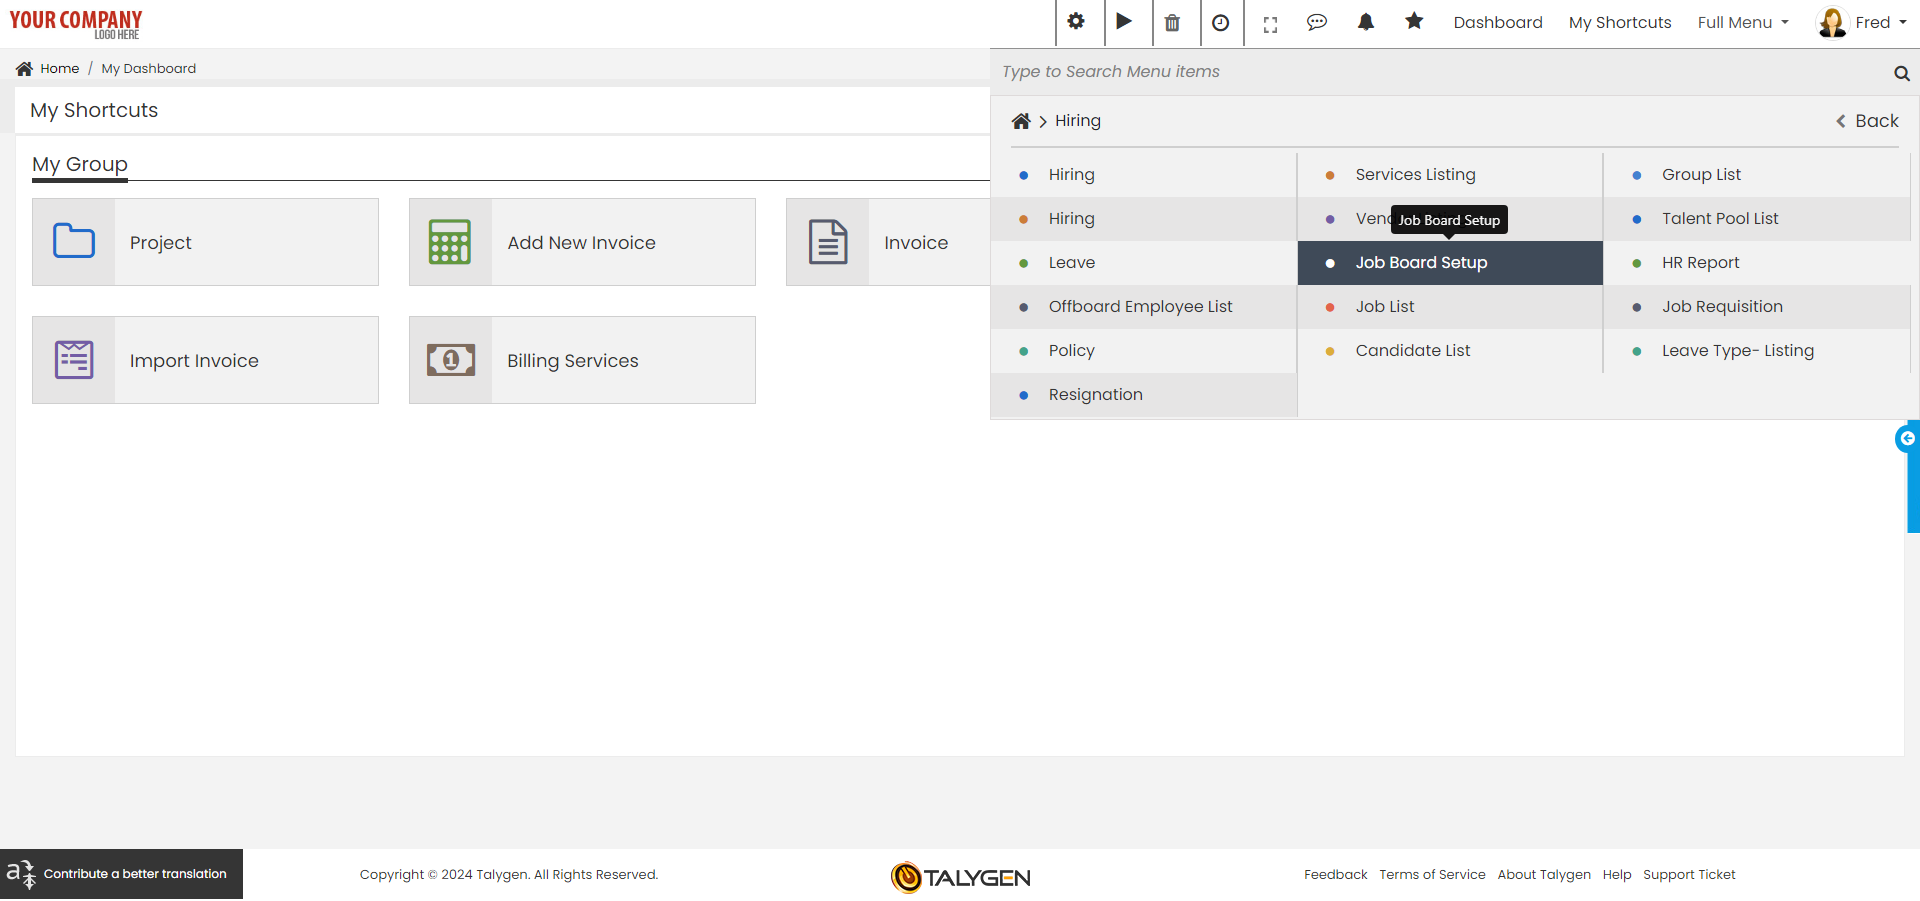 YOUR COMPANY
LOGO HERE
Dashboard
My Shortcuts
Full Menu
Fred
Home / My Dashboard
Type to Search Menu items
My Shortcuts
Hiring
Back
My Group
Project
Add New Invoice
Invoice
Import Invoice
Billing Services
Hiring
Services Listing
Group List
Hiring
Job Board Setup
Talent Pool List
Leave
Job Board Setup
HR Report
Offboard Employee List
Job List
Job Requisition
Policy
Candidate List
Leave Type- Listing
Resignation
Contribute a better translation
Copyright © 2024 Talygen. All Rights Reserved.
TALYGEN
Feedback
Terms of Service
About Talygen
Help
Support Ticket